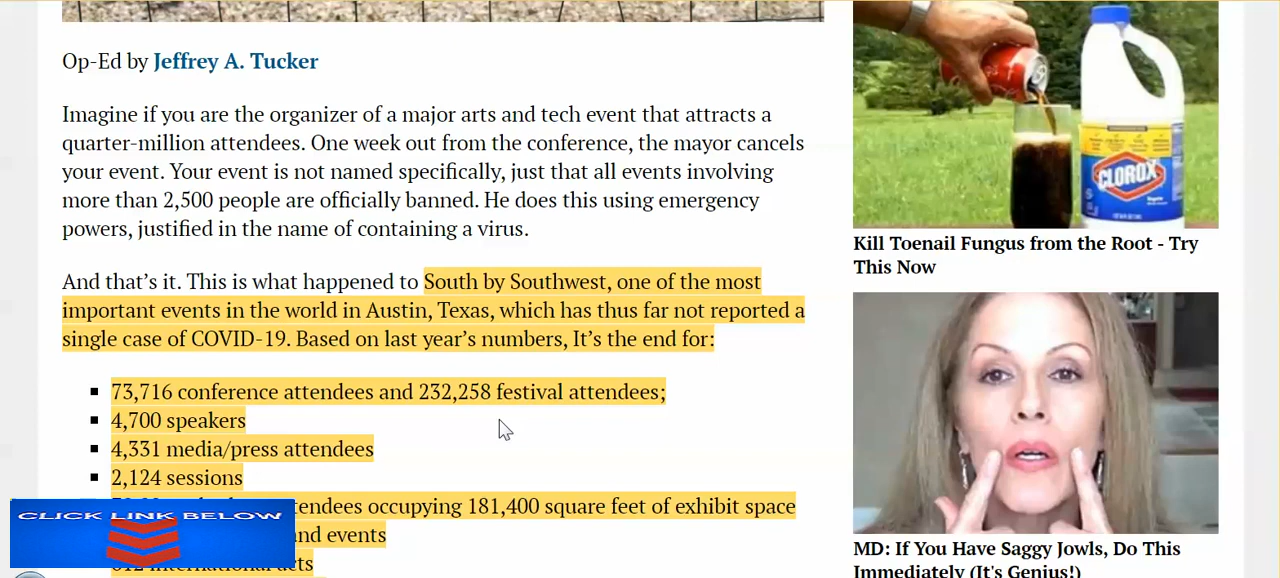 Op-Ed by Jeffrey A. Tucker
Imagine if you are the organizer of a major arts and tech event that attracts a
quarter-million attendees. One week out from the conference, the mayor cancels
your event. Your event is not named specifically, just that all events involving
more than 2,500 people are officially banned. He does this using emergency
powers, justified in the name of containing a virus.
And that’s it. This is what happened to South by Southwest, one of the most
important events in the world in Austin, Texas, which has thus far not reported a
single case of COVID-19. Based on last year’s numbers, It’s the end for:
73,716 conference attendees and 232,258 festival attendees;
4,700 speakers
4,331 media/press attendees
2,124 sessions
attendees occupying 181,400 square feet of exhibit space
and events
612 international acts
CLICK LINK BELOW
CLOROX
Kill Toenail Fungus from the Root - Try
This Now
MD: If You Have Saggy Jowls, Do This
Immediately (It's Genius!)